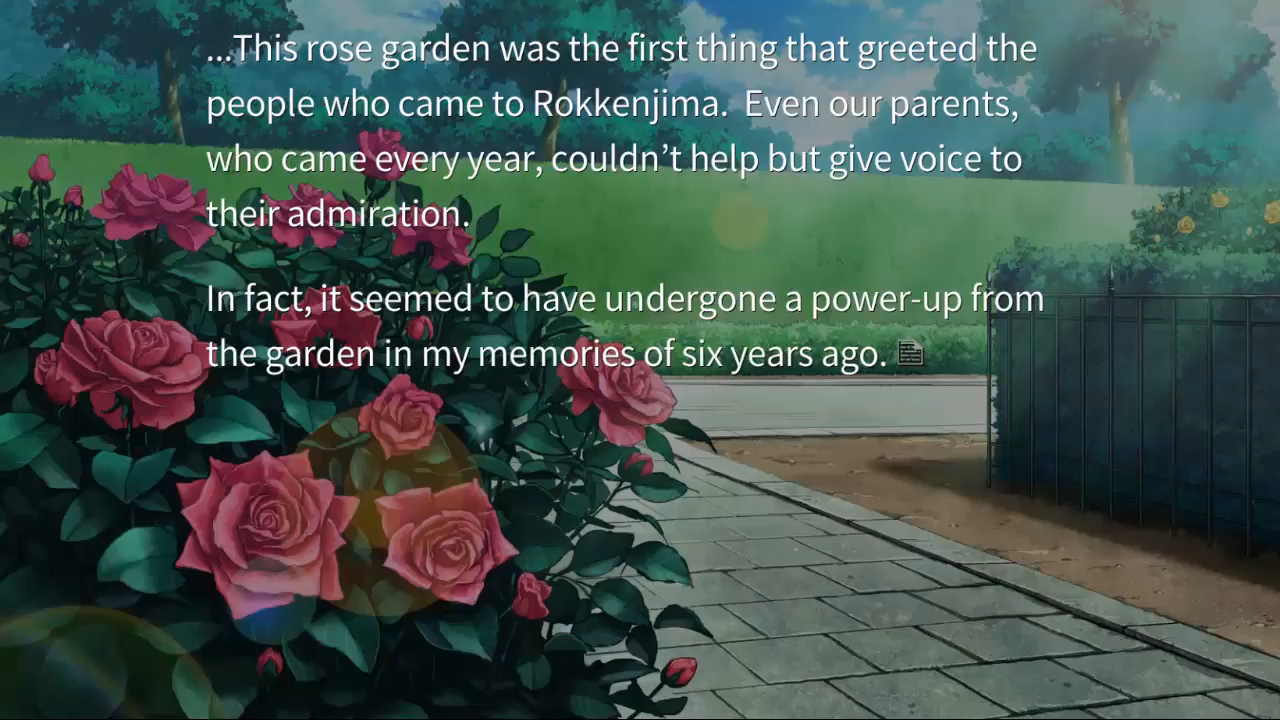 ...This rose garden was the first thing that greeted the
people who came to Rokkenjima.  Even our parents,
who came every year, couldn’t help but give voice to
their admiration.
In fact, it seemed to have undergone a power-up from
the garden in my memories of six years ago.